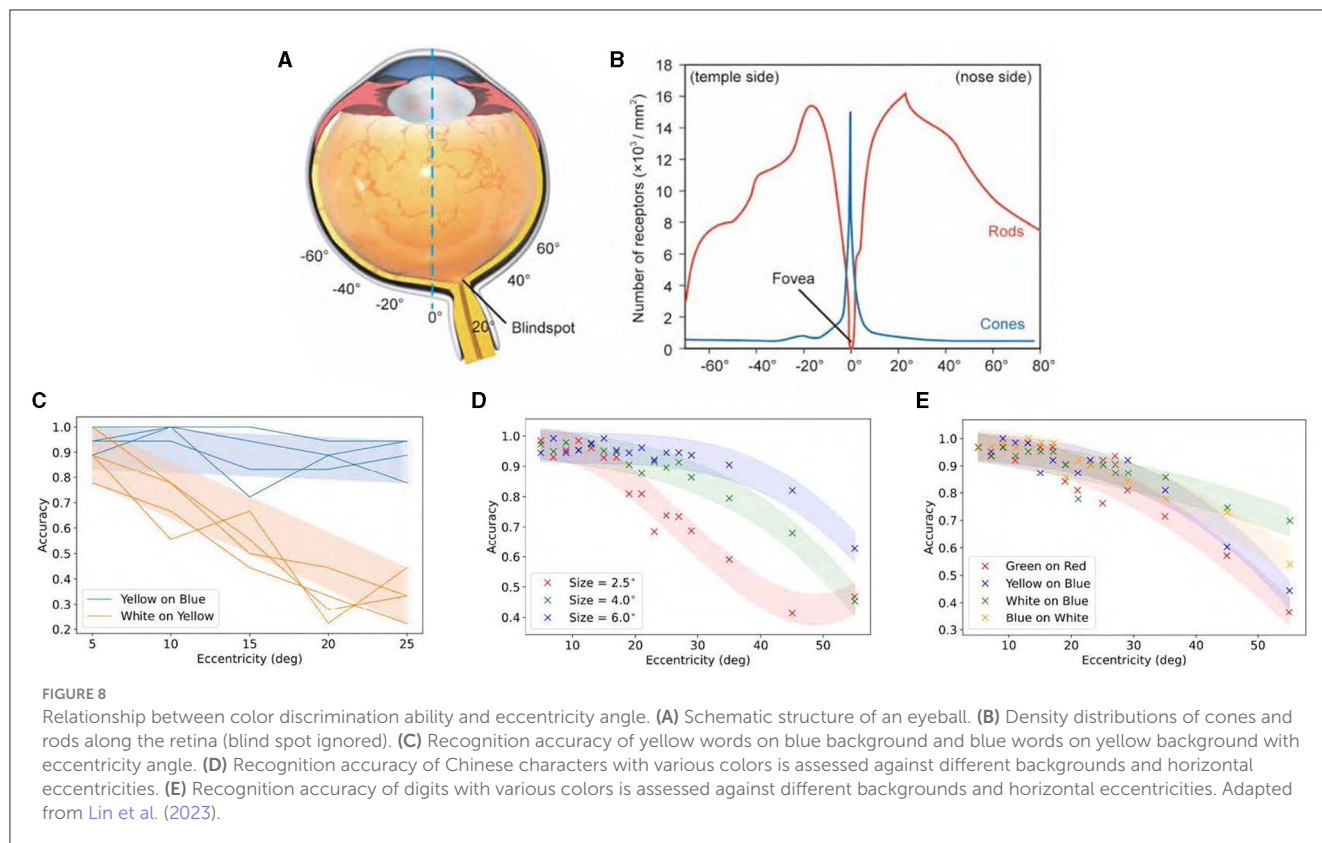 A
-60°
-40°
-20°
0°
20°
40°
60°
Blindspot
B
(temple side)
(nose side)
Number of receptors (×10³ / mm²)
18
16
14
12
10
8
6
4
2
0
Rods
Fovea
Cones
-60° -40° -20° 0° 20° 40° 60° 80°
C
Accuracy
1.0
0.9
0.8
0.7
0.6
0.5
0.4
0.3
0.2
Yellow on Blue
White on Yellow
5 10 15 20 25
Eccentricity (deg)
D
Accuracy
1.0
0.9
0.8
0.7
0.6
0.5
0.4
Size = 2.5°
Size = 4.0°
Size = 6.0°
10 20 30 40 50
Eccentricity (deg)
E
Accuracy
1.0
0.9
0.8
0.7
0.6
0.5
0.4
0.3
Green on Red
Yellow on Blue
White on Blue
Blue on White
10 20 30 40 50
Eccentricity (deg)
FIGURE 8
Relationship between color discrimination ability and eccentricity angle. (A) Schematic structure of an eyeball. (B) Density distributions of cones and
rods along the retina (blind spot ignored). (C) Recognition accuracy of yellow words on blue background and blue words on yellow background with
eccentricity angle. (D) Recognition accuracy of Chinese characters with various colors is assessed against different backgrounds and horizontal
eccentricities. (E) Recognition accuracy of digits with various colors is assessed against different backgrounds and horizontal eccentricities. Adapted
from Lin et al. (2023).